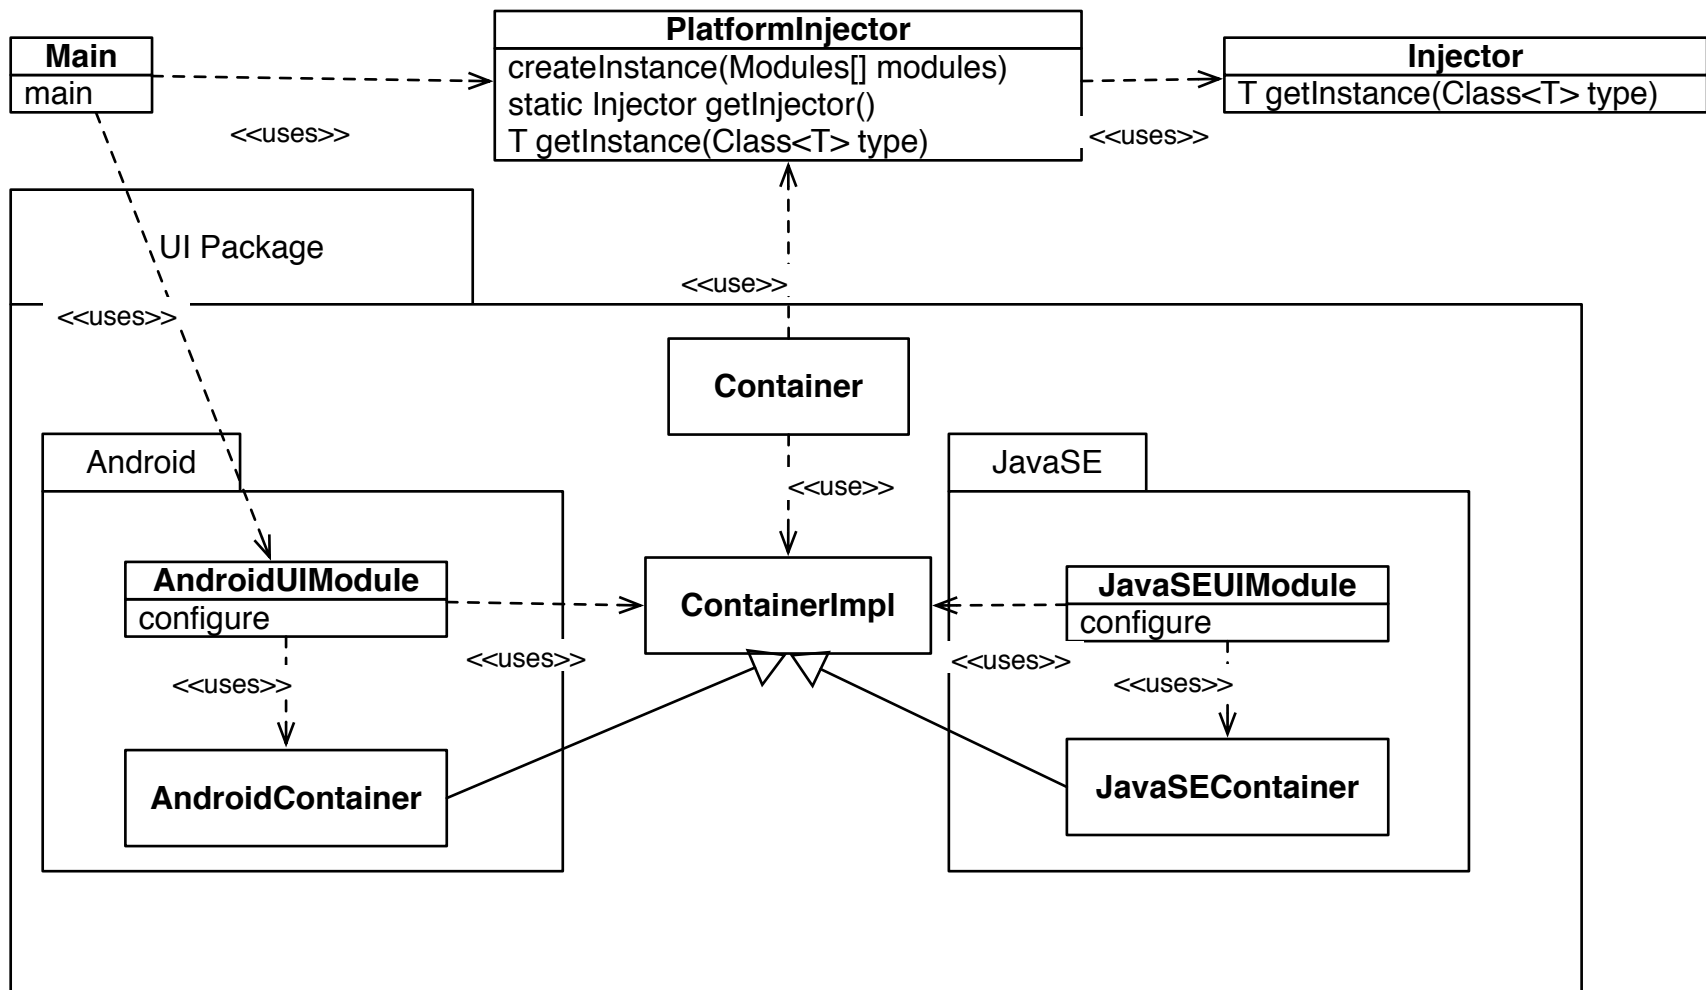 PlatformInjector
createInstance(Modules[] modules)
static Injector getInjector()
T getInstance(Class<T> type)
Main
main
Injector
T getInstance(Class<T> type)
<<uses>>
<<uses>>
UI Package
<<use>>
<<uses>>
Container
Android
JavaSE
<<use>>
AndroidUIModule
configure
ContainerImpl
JavaSEUIModule
configure
<<uses>>
<<uses>>
<<uses>>
<<uses>>
AndroidContainer
JavaSEContainer